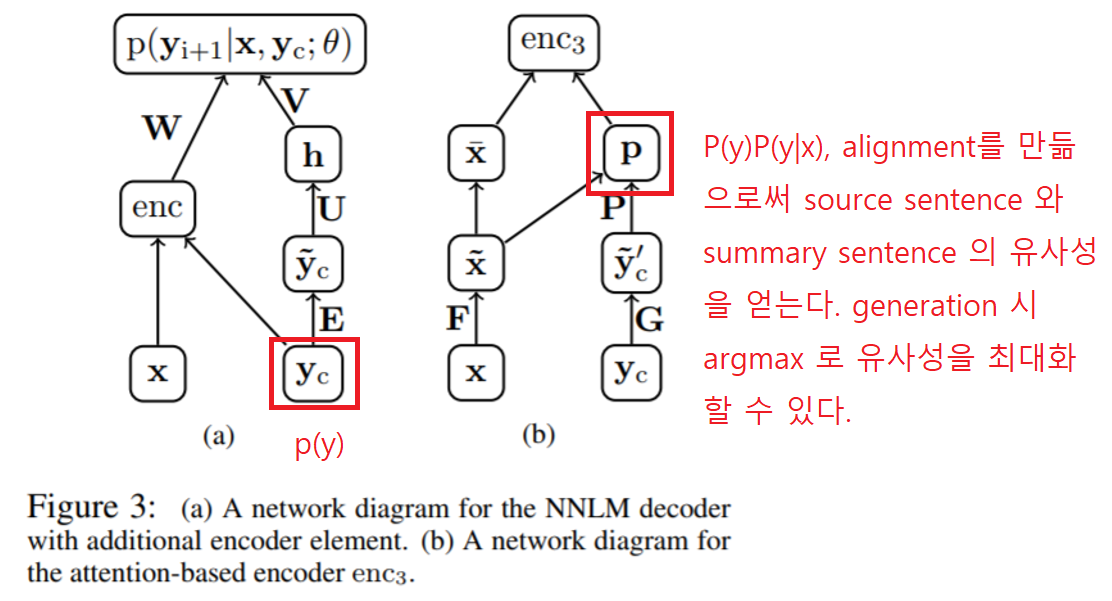 p(y_{i+1}|x, y_c; θ)
V
W
h
enc
U
ỹ_c
E
x
y_c
(a)
p(y)
enc₃
x̄
p
P
x̃
ỹ′_c
F
G
x
y_c
(b)
P(y)P(y|x), alignment를 만듦
으로써 source sentence 와
summary sentence 의 유사성
을 얻는다. generation 시
argmax 로 유사성을 최대화
할 수 있다.
Figure 3: (a) A network diagram for the NNLM decoder
with additional encoder element. (b) A network diagram for
the attention-based encoder enc₃.